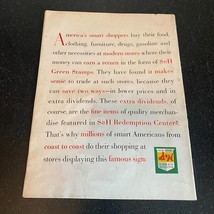 America's smart shoppers buy their food,
clothing, furniture, drugs, gasoline and
other necessities at modern stores where their
money can earn a return in the form of S&H
Green Stamps. They have found it makes
sense to trade at such stores, because they
can save two ways—in lower prices and in
extra dividends. These extra dividends, of
course, are the fine items of quality merchan-
dise featured in S&H Redemption Centers.
That's why millions of smart Americans from
coast to coast do their shopping at
stores displaying this famous sign.
S&H